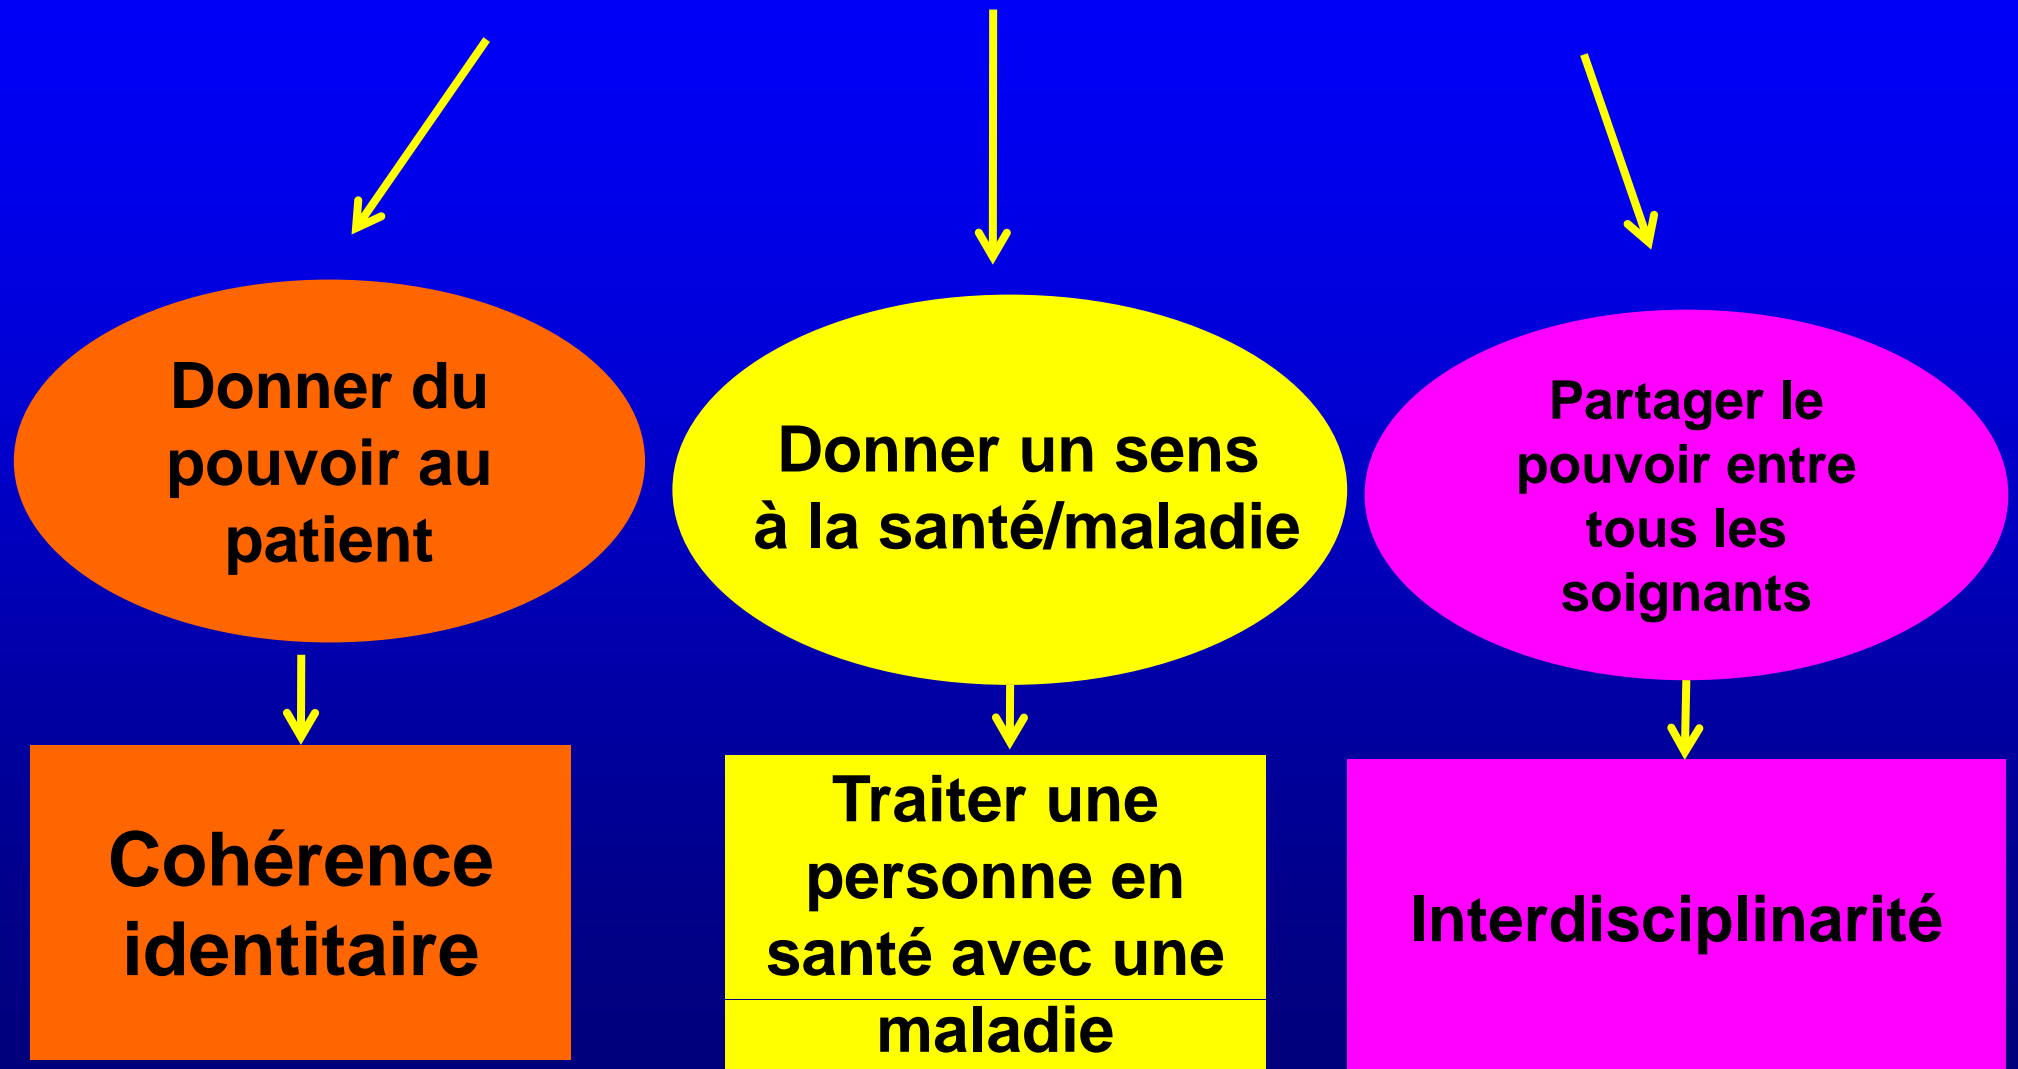 Donner du
pouvoir au
patient
Donner un sens
à la santé/maladie
Partager le
pouvoir entre
tous les
soignants
Cohérence
identitaire
Traiter une
personne en
santé avec une
maladie
Interdisciplinarité